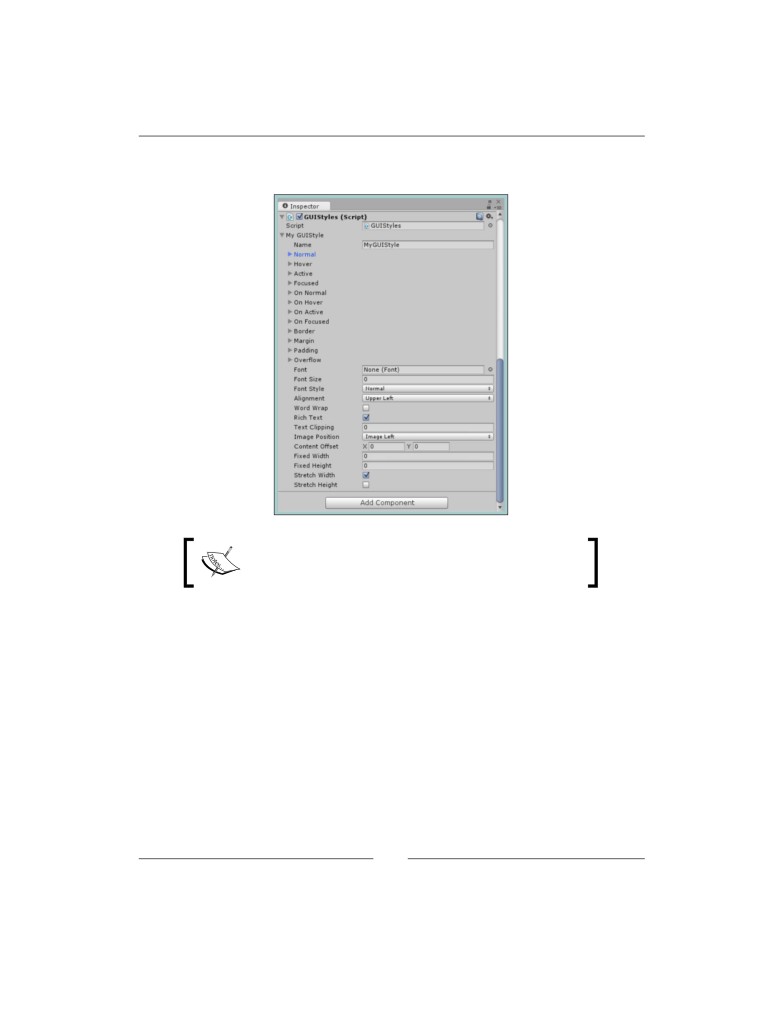 Inspector
GUIStyles (Script)
Script GUIStyles
My GUIStyle
Name MyGUIStyle
Normal
Hover
Active
Focused
On Normal
On Hover
On Active
On Focused
Border
Margin
Padding
Overflow
Font None (Font)
Font Size 0
Font Style Normal
Alignment Upper Left
Word Wrap
Rich Text
Text Clipping 0
Image Position Image Left
Content Offset X 0 Y 0
Fixed Width 0
Fixed Height 0
Stretch Width
Stretch Height
Add Component